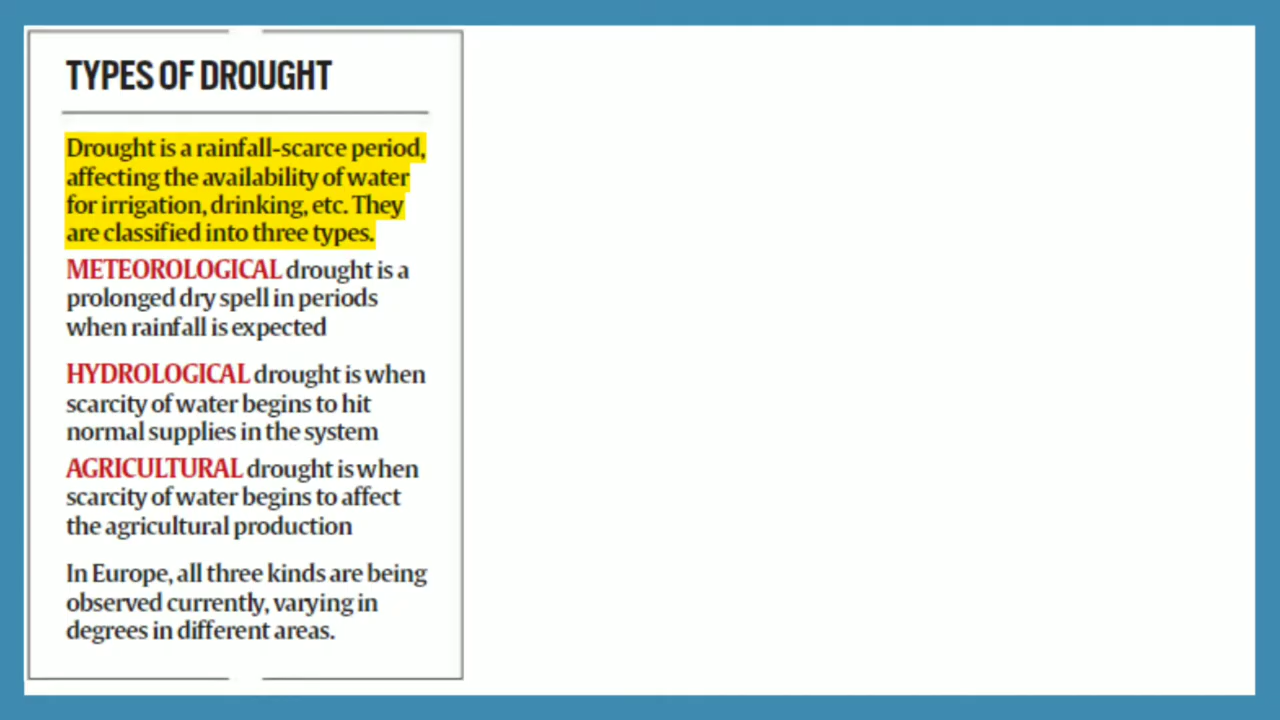 TYPES OF DROUGHT
Drought is a rainfall-scarce period,
affecting the availability of water
for irrigation, drinking, etc. They
are classified into three types.
METEOROLOGICAL drought is a
prolonged dry spell in periods
when rainfall is expected
HYDROLOGICAL drought is when
scarcity of water begins to hit
normal supplies in the system
AGRICULTURAL drought is when
scarcity of water begins to affect
the agricultural production
In Europe, all three kinds are being
observed currently, varying in
degrees in different areas.